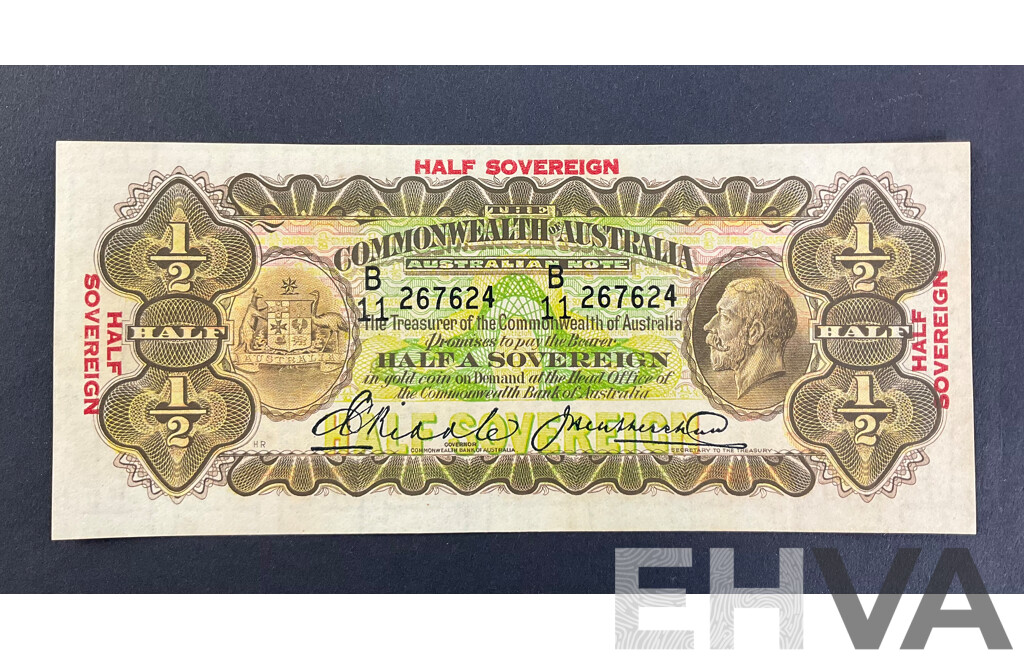 HALF SOVEREIGN
1/2
1/2
THE
COMMONWEALTH OF AUSTRALIA
AUSTRALIAN NOTE
B
11 267624
B
11 267624
The Treasurer of the Commonwealth of Australia
Promises to pay the Bearer
HALF A SOVEREIGN
in gold coin on Demand at the Head Office of
the Commonwealth Bank of Australia
HALF SOVEREIGN
HALF
HALF
AUSTRALIA
HALF
SOVEREIGN
HALF
SOVEREIGN
1/2
1/2
HR
GOVERNOR
COMMONWEALTH BANK OF AUSTRALIA
SECRETARY TO THE TREASURY
EHVA